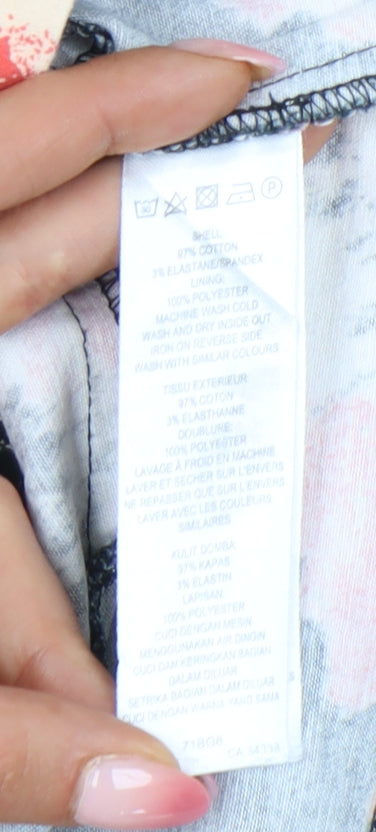 30
P
SHELL:
97% COTTON
3% ELASTANE/SPANDEX
LINING:
100% POLYESTER
MACHINE WASH COLD
WASH AND DRY INSIDE OUT
IRON ON REVERSE SIDE
WASH WITH SIMILAR COLOURS
TISSU EXTERIEUR:
97% COTON
3% ELASTHANNE
DOUBLURE:
100% POLYESTER
LAVAGE À FROID EN MACHINE
LAVER ET SÉCHER SUR L'ENVERS
NE REPASSER QUE SUR L'ENVERS
LAVER AVEC LES COULEURS
SIMILAIRES
KULIT DOMBA:
97% KAPAS
3% ELASTIN
LAPISAN:
100% POLYESTER
CUCI DENGAN MESIN
MENGGUNAKAN AIR DINGIN
CUCI DAN KERINGKAN BAGIAN
DALAM DILUAR
SETRIKA BAGIAN DALAM DILUAR
CUCI DENGAN WARNA YANG SAMA
71BG8
CA 34338